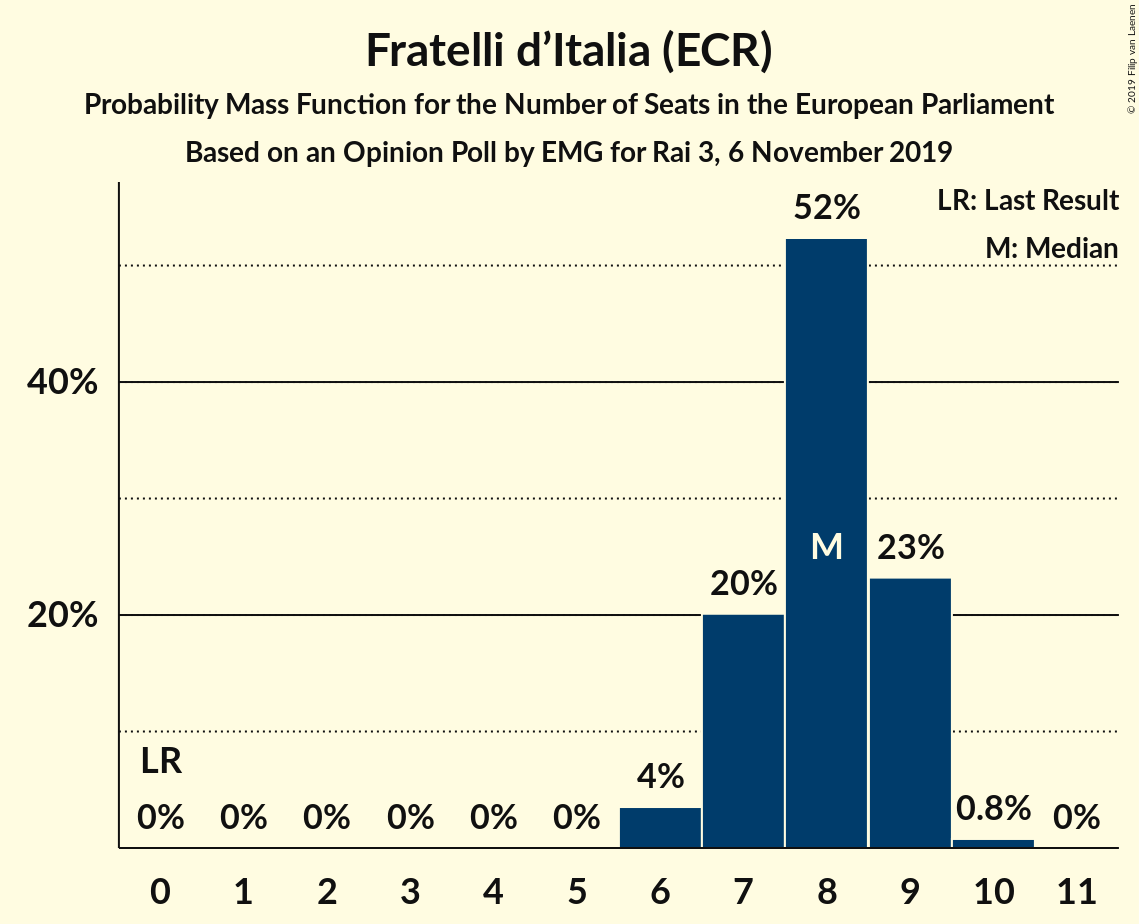 Fratelli d’Italia (ECR)
Probability Mass Function for the Number of Seats in the European Parliament
Based on an Opinion Poll by EMG for Rai 3, 6 November 2019
© 2019 Filip van Laenen
LR: Last Result
M: Median
52%
40%
M
23%
20%
20%
LR
4%
0% 0% 0% 0% 0% 0% 0.8% 0%
0 1 2 3 4 5 6 7 8 9 10 11